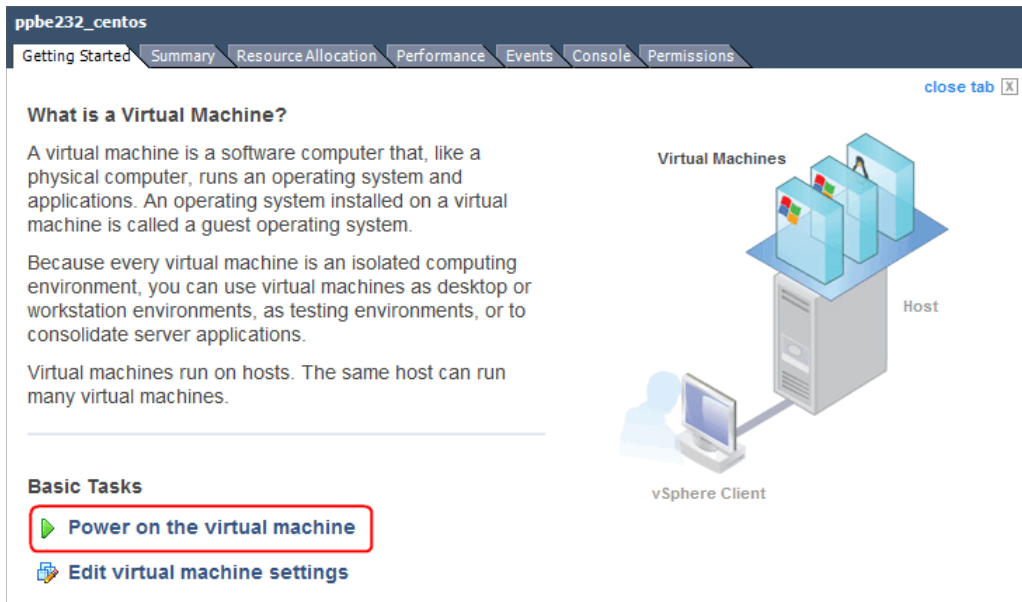 ppbe232_centos
Getting Started Summary Resource Allocation Performance Events Console Permissions
close tab X
What is a Virtual Machine?
A virtual machine is a software computer that, like a
physical computer, runs an operating system and
applications. An operating system installed on a virtual
machine is called a guest operating system.
Because every virtual machine is an isolated computing
environment, you can use virtual machines as desktop or
workstation environments, as testing environments, or to
consolidate server applications.
Virtual machines run on hosts. The same host can run
many virtual machines.
Virtual Machines
Host
vSphere Client
Basic Tasks
Power on the virtual machine
Edit virtual machine settings